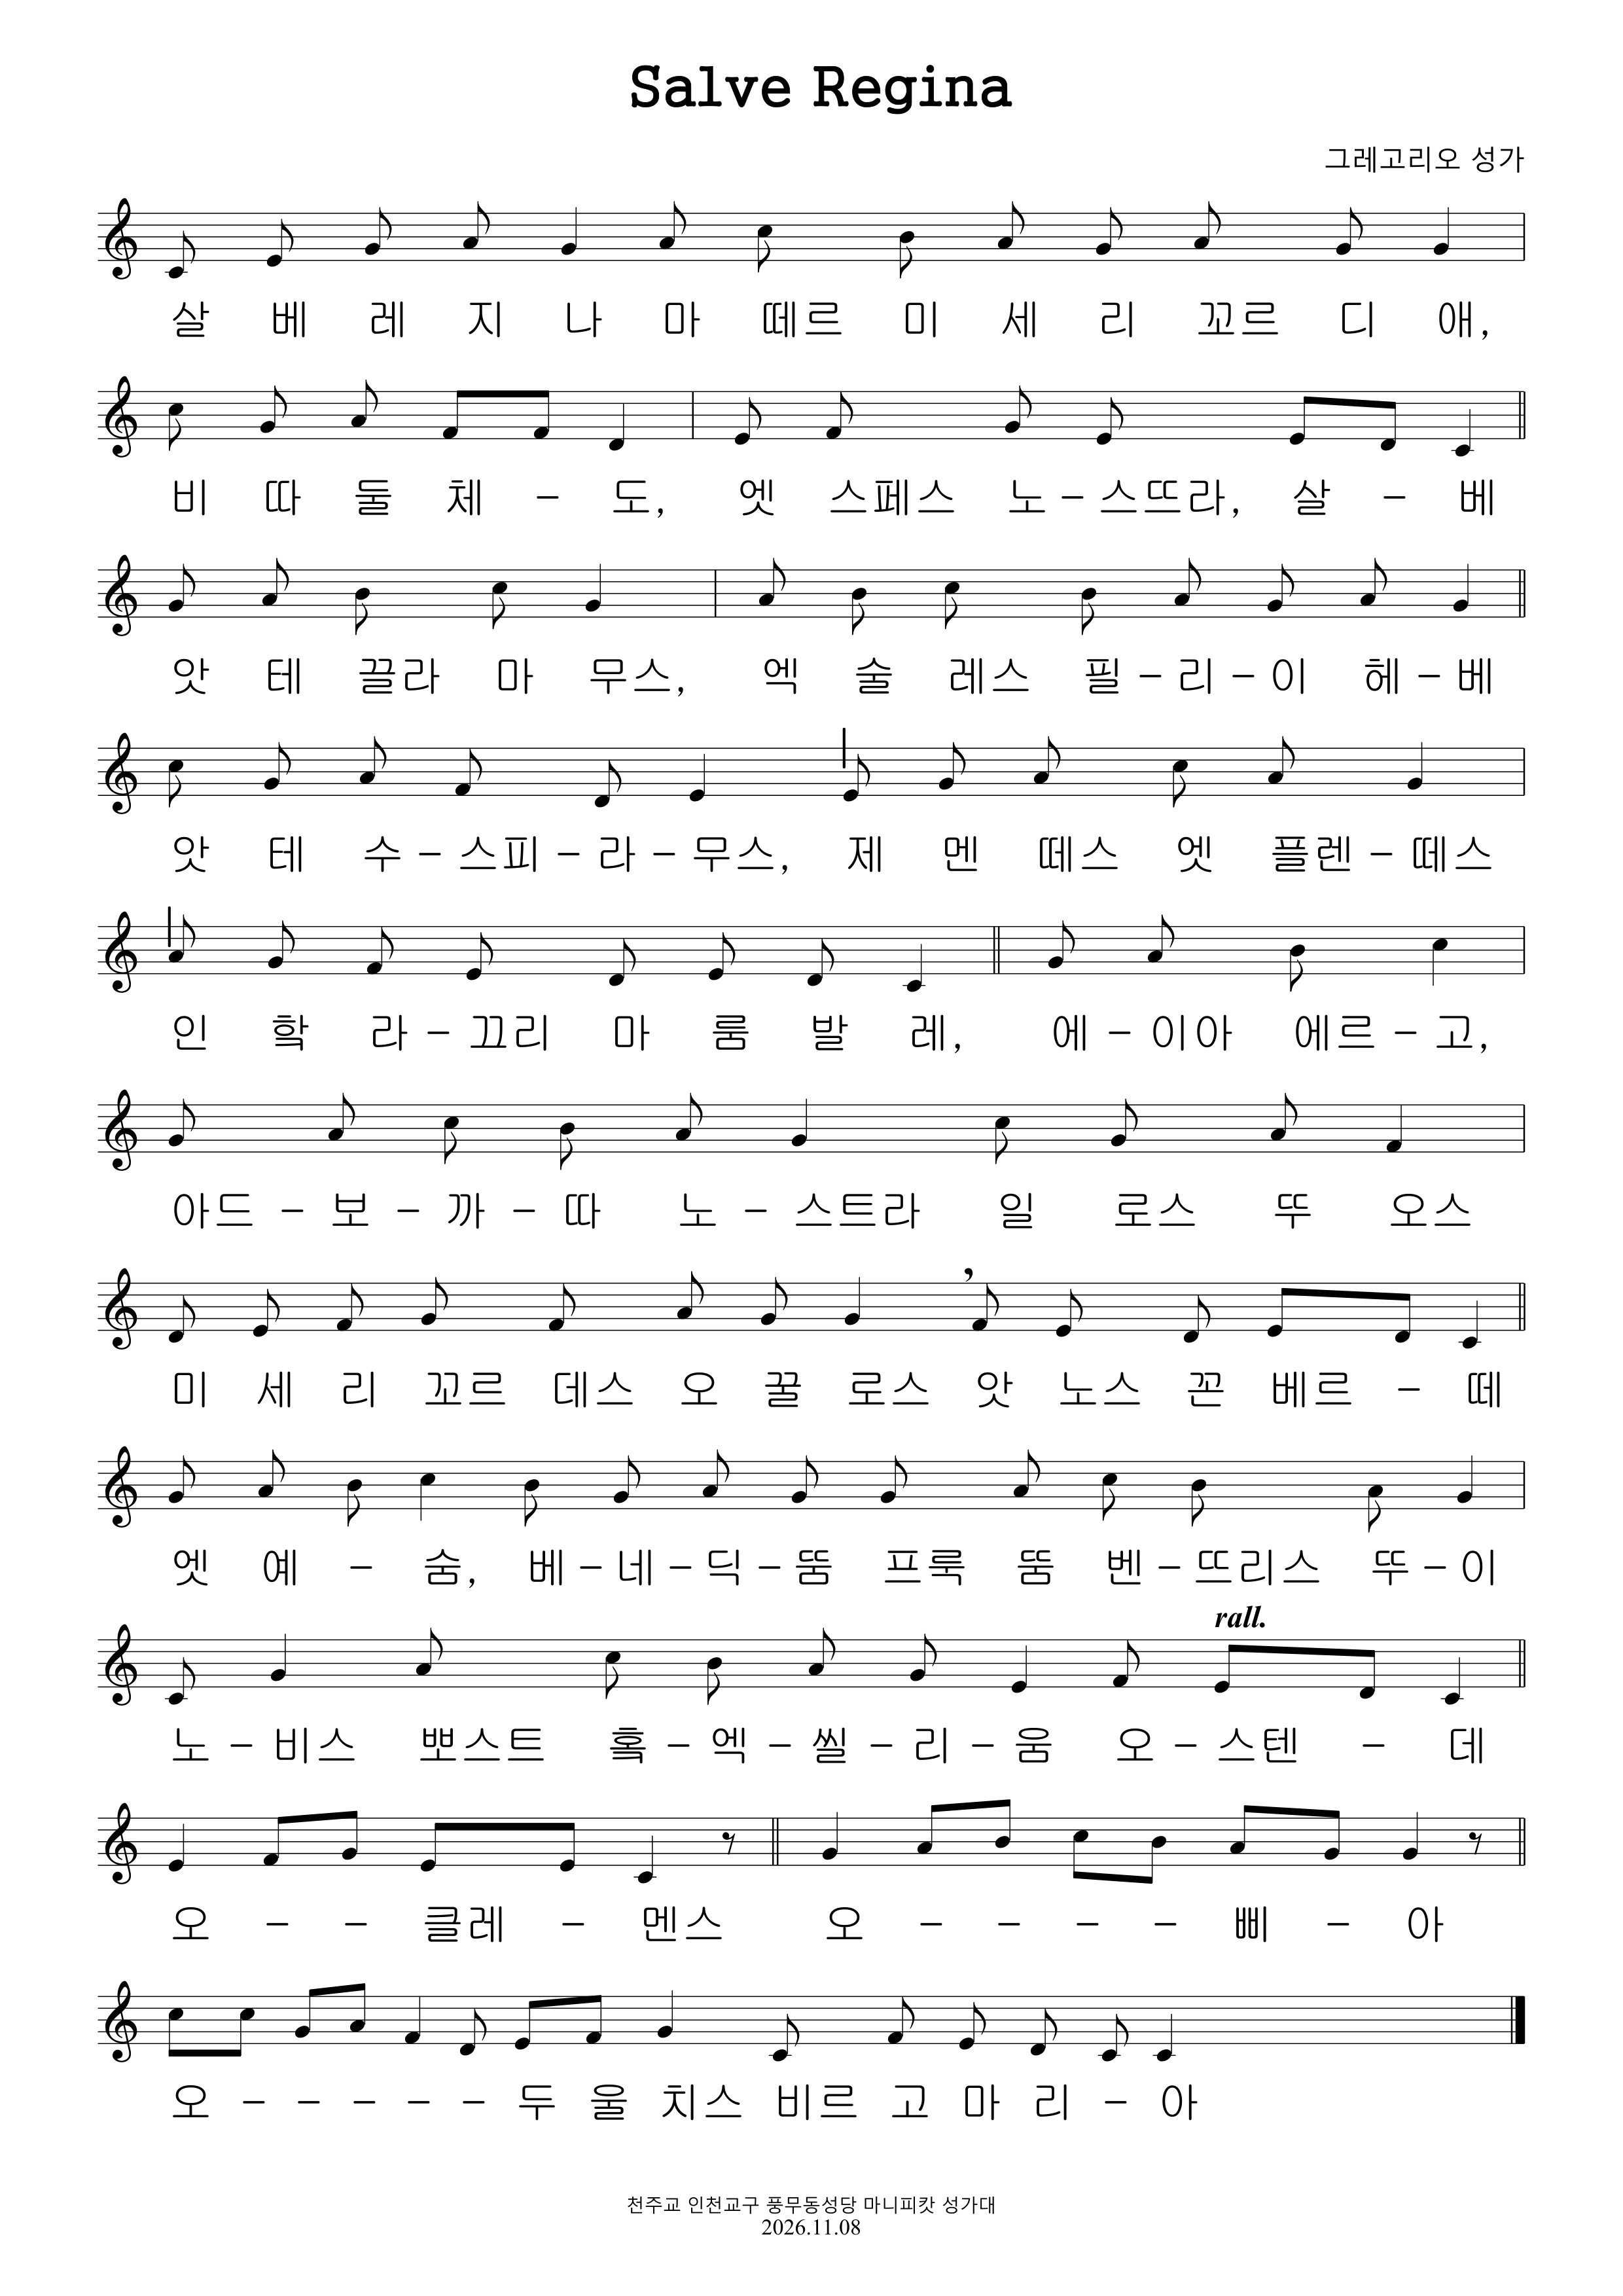 Salve Regina
그레고리오 성가
살 베 레 지 나 마 떼르 미 세 리 꼬르 디 애,
비 따 둘 체 – 도, 엣 스페스 노 – 스뜨라, 살 – 베
앗 테 끌라 마 무스, 엑 술 레스 필 – 리 – 이 헤 – 베
앗 테 수 – 스피 – 라 – 무스, 제 멘 떼스 엣 플렌 – 떼스
인 핰 라 – 끄리 마 룸 발 레, 에 – 이아 에르 – 고,
아드 – 보 – 까 – 따 노 – 스트라 일 로스 뚜 오스
미 세 리 꼬르 데스 오 꿀 로스 앗 노스 꼰 베르 – 떼
엣 예 – 숨, 베 – 네 – 딕 – 뚬 프룩 뚬 벤 – 뜨리스 뚜 – 이
rall.
노 – 비스 뽀스트 혹 – 엑 – 씰 – 리 – 움 오 – 스텐 – 데
오 – – 클레 – 멘스 오 – – – – 삐 – 아
오 – – – – – 두 울 치스 비르 고 마 리 – 아
천주교 인천교구 풍무동성당 마니피캇 성가대
2026.11.08